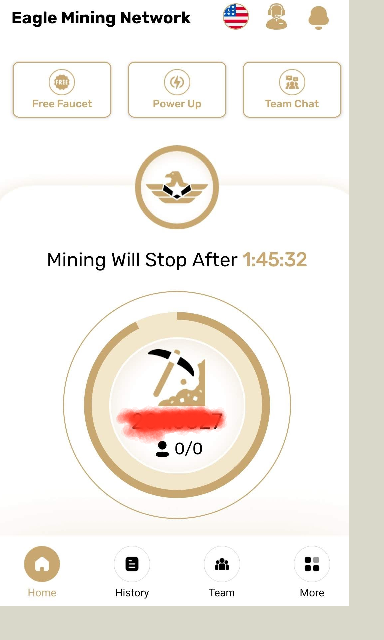 Eagle Mining Network
FREE
Free Faucet
Power Up
Team Chat
Mining Will Stop After 1:45:32
0/0
Home
History
Team
More